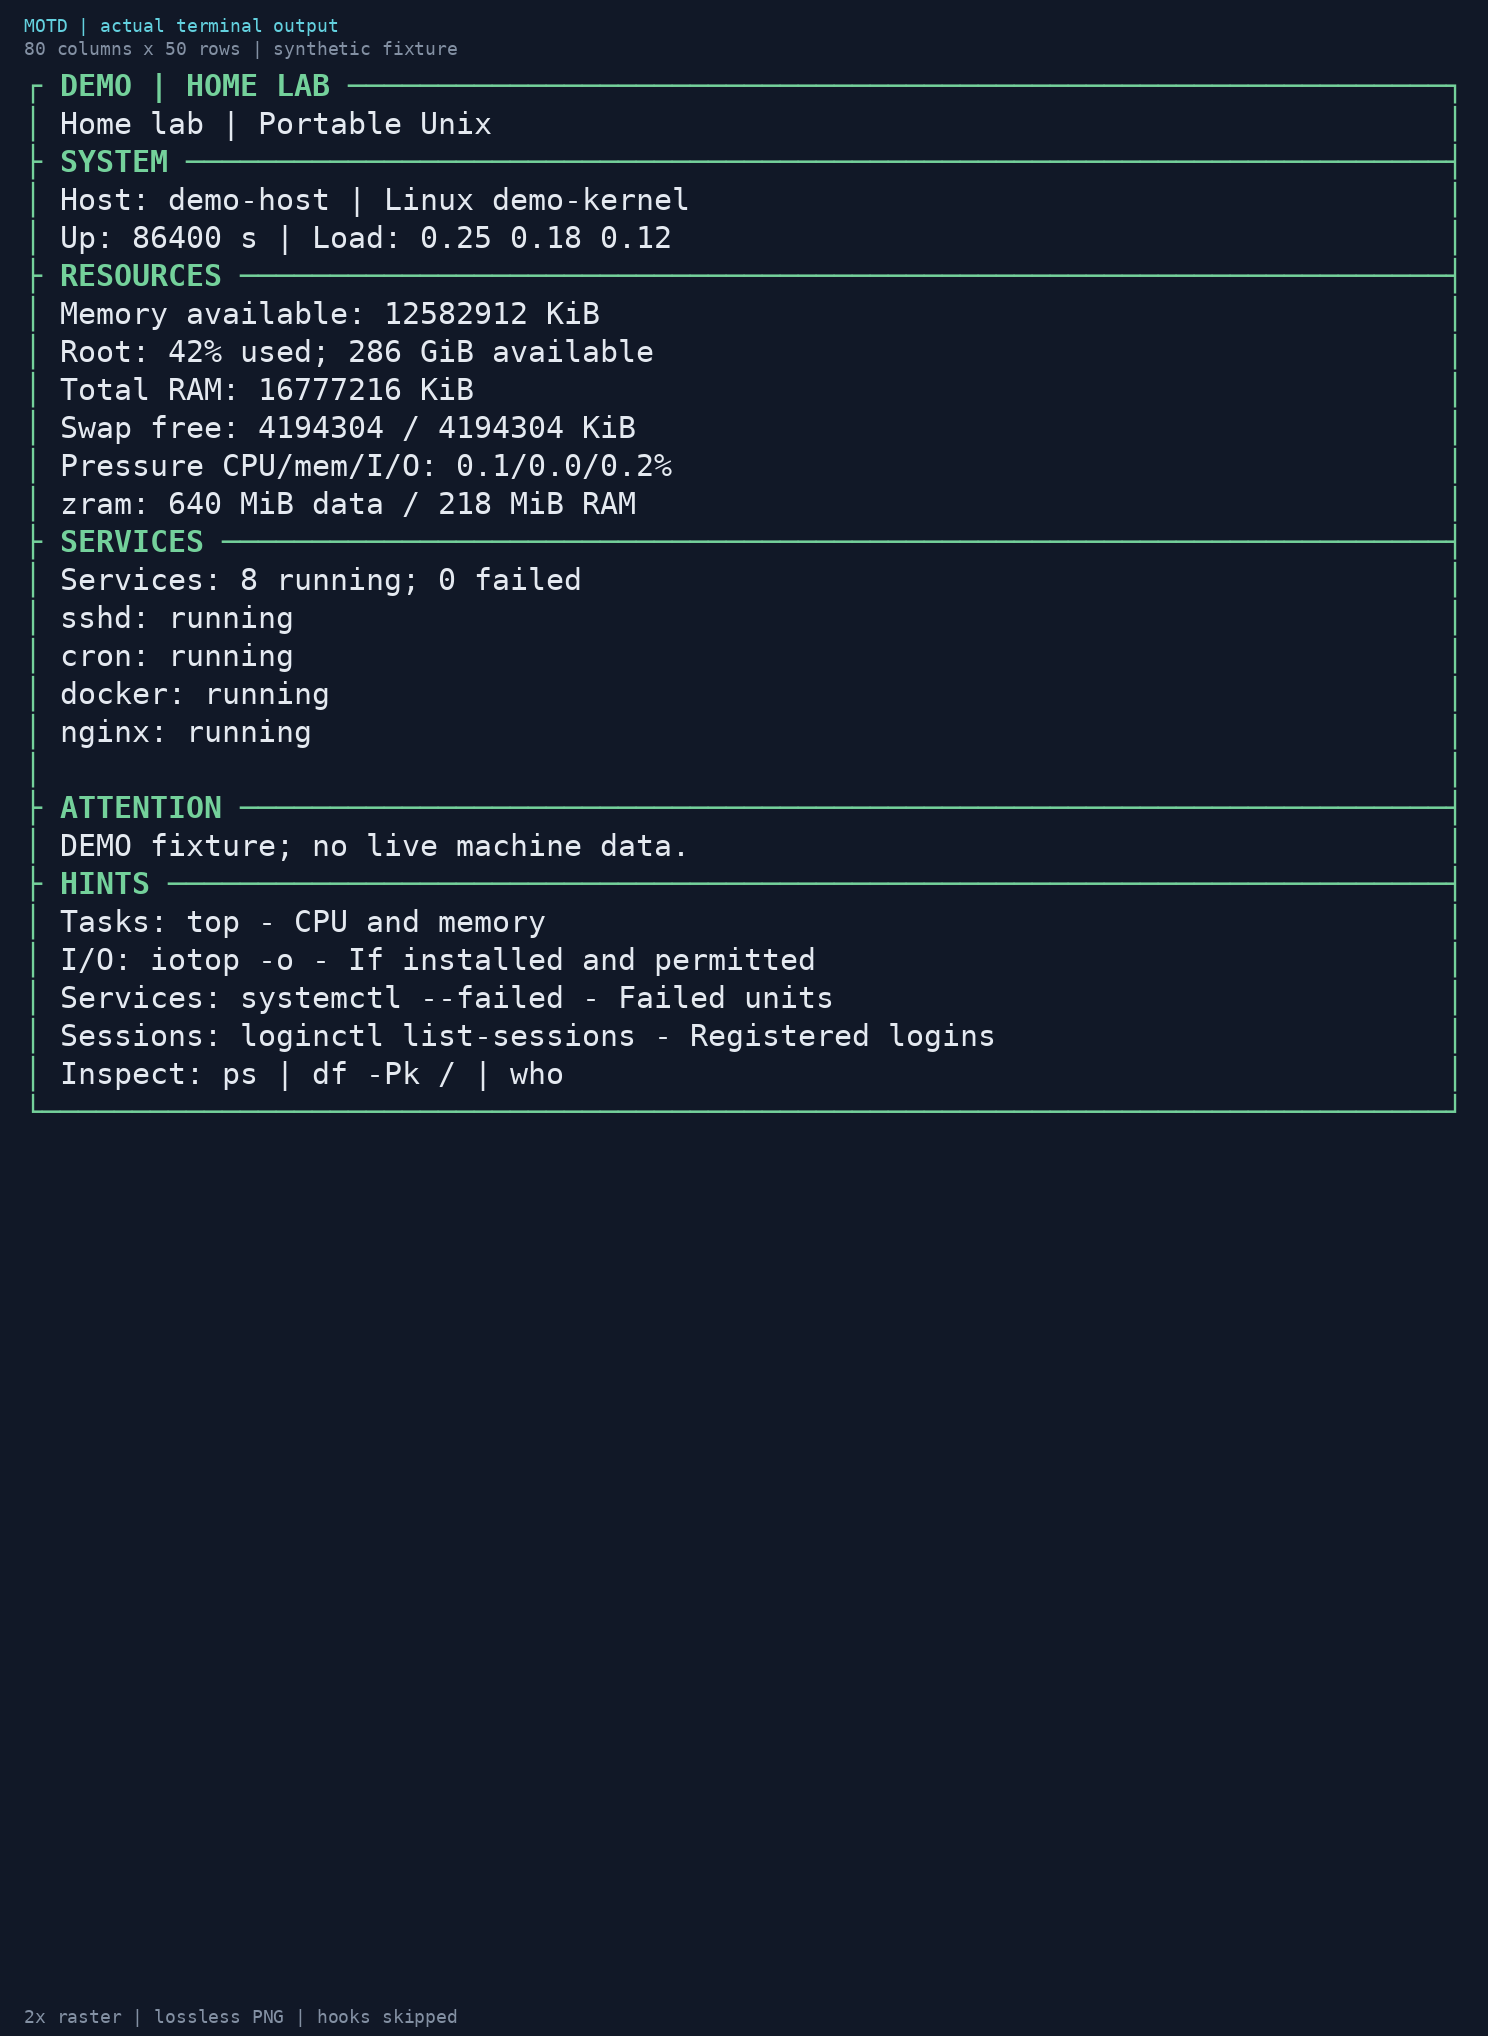 MOTD | actual terminal output
80 columns x 50 rows | synthetic fixture
DEMO | HOME LAB
Home lab | Portable Unix
SYSTEM
Host: demo-host | Linux demo-kernel
Up: 86400 s | Load: 0.25 0.18 0.12
RESOURCES
Memory available: 12582912 KiB
Root: 42% used; 286 GiB available
Total RAM: 16777216 KiB
Swap free: 4194304 / 4194304 KiB
Pressure CPU/mem/I/O: 0.1/0.0/0.2%
zram: 640 MiB data / 218 MiB RAM
SERVICES
Services: 8 running; 0 failed
sshd: running
cron: running
docker: running
nginx: running
ATTENTION
DEMO fixture; no live machine data.
HINTS
Tasks: top - CPU and memory
I/O: iotop -o - If installed and permitted
Services: systemctl --failed - Failed units
Sessions: loginctl list-sessions - Registered logins
Inspect: ps | df -Pk / | who
2x raster | lossless PNG | hooks skipped